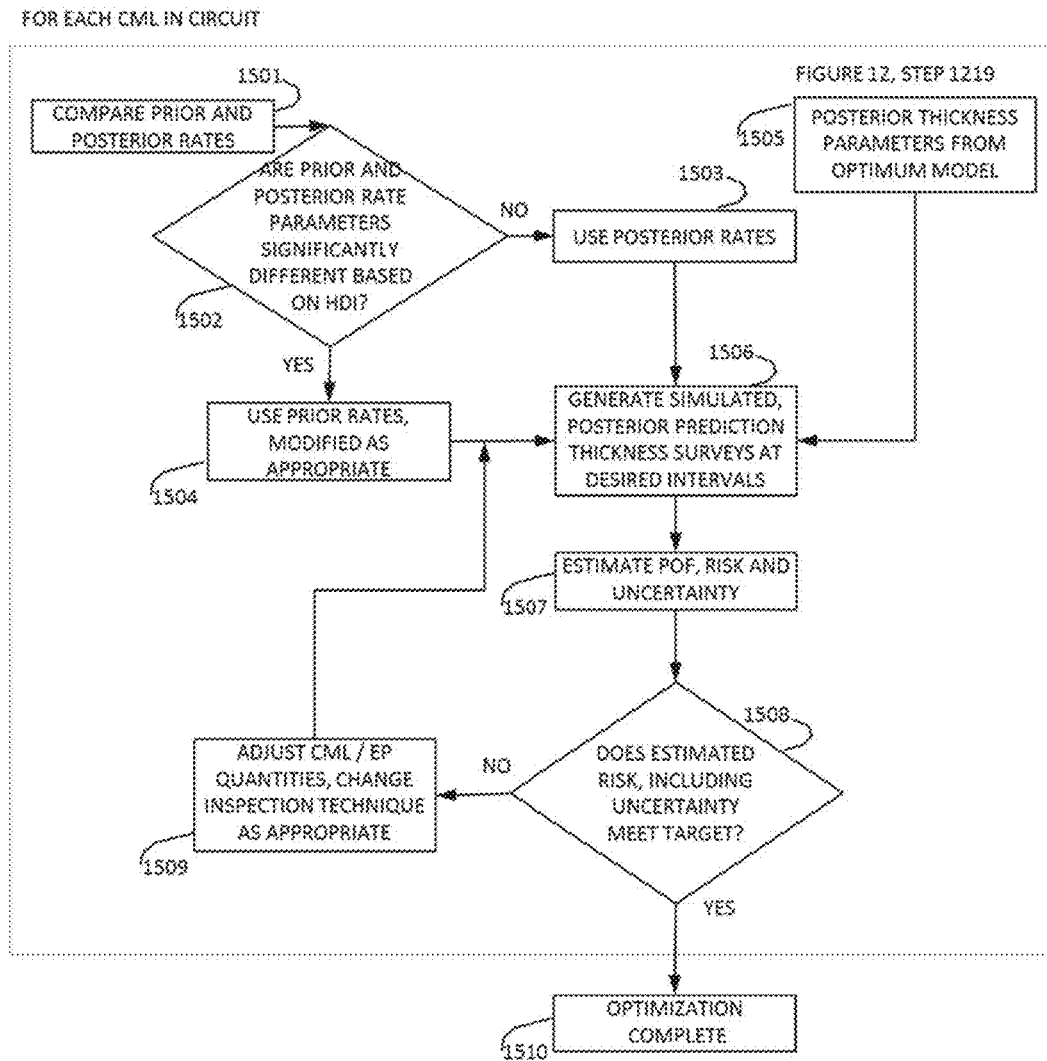 FOR EACH CML IN CIRCUIT
1501
COMPARE PRIOR AND
POSTERIOR RATES
FIGURE 12, STEP 1219
1505
POSTERIOR THICKNESS
PARAMETERS FROM
OPTIMUM MODEL
ARE PRIOR AND
POSTERIOR RATE
PARAMETERS
SIGNIFICANTLY
DIFFERENT BASED
ON HDI?
1502
NO
1503
USE POSTERIOR RATES
YES
USE PRIOR RATES,
MODIFIED AS
APPROPRIATE
1504
1506
GENERATE SIMULATED,
POSTERIOR PREDICTION
THICKNESS SURVEYS AT
DESIRED INTERVALS
ESTIMATE POF, RISK AND
UNCERTAINTY
1507
1508
DOES ESTIMATED
RISK, INCLUDING
UNCERTAINTY
MEET TARGET?
NO
ADJUST CML / EP
QUANTITIES, CHANGE
INSPECTION TECHNIQUE
AS APPROPRIATE
1509
YES
OPTIMIZATION
COMPLETE
1510